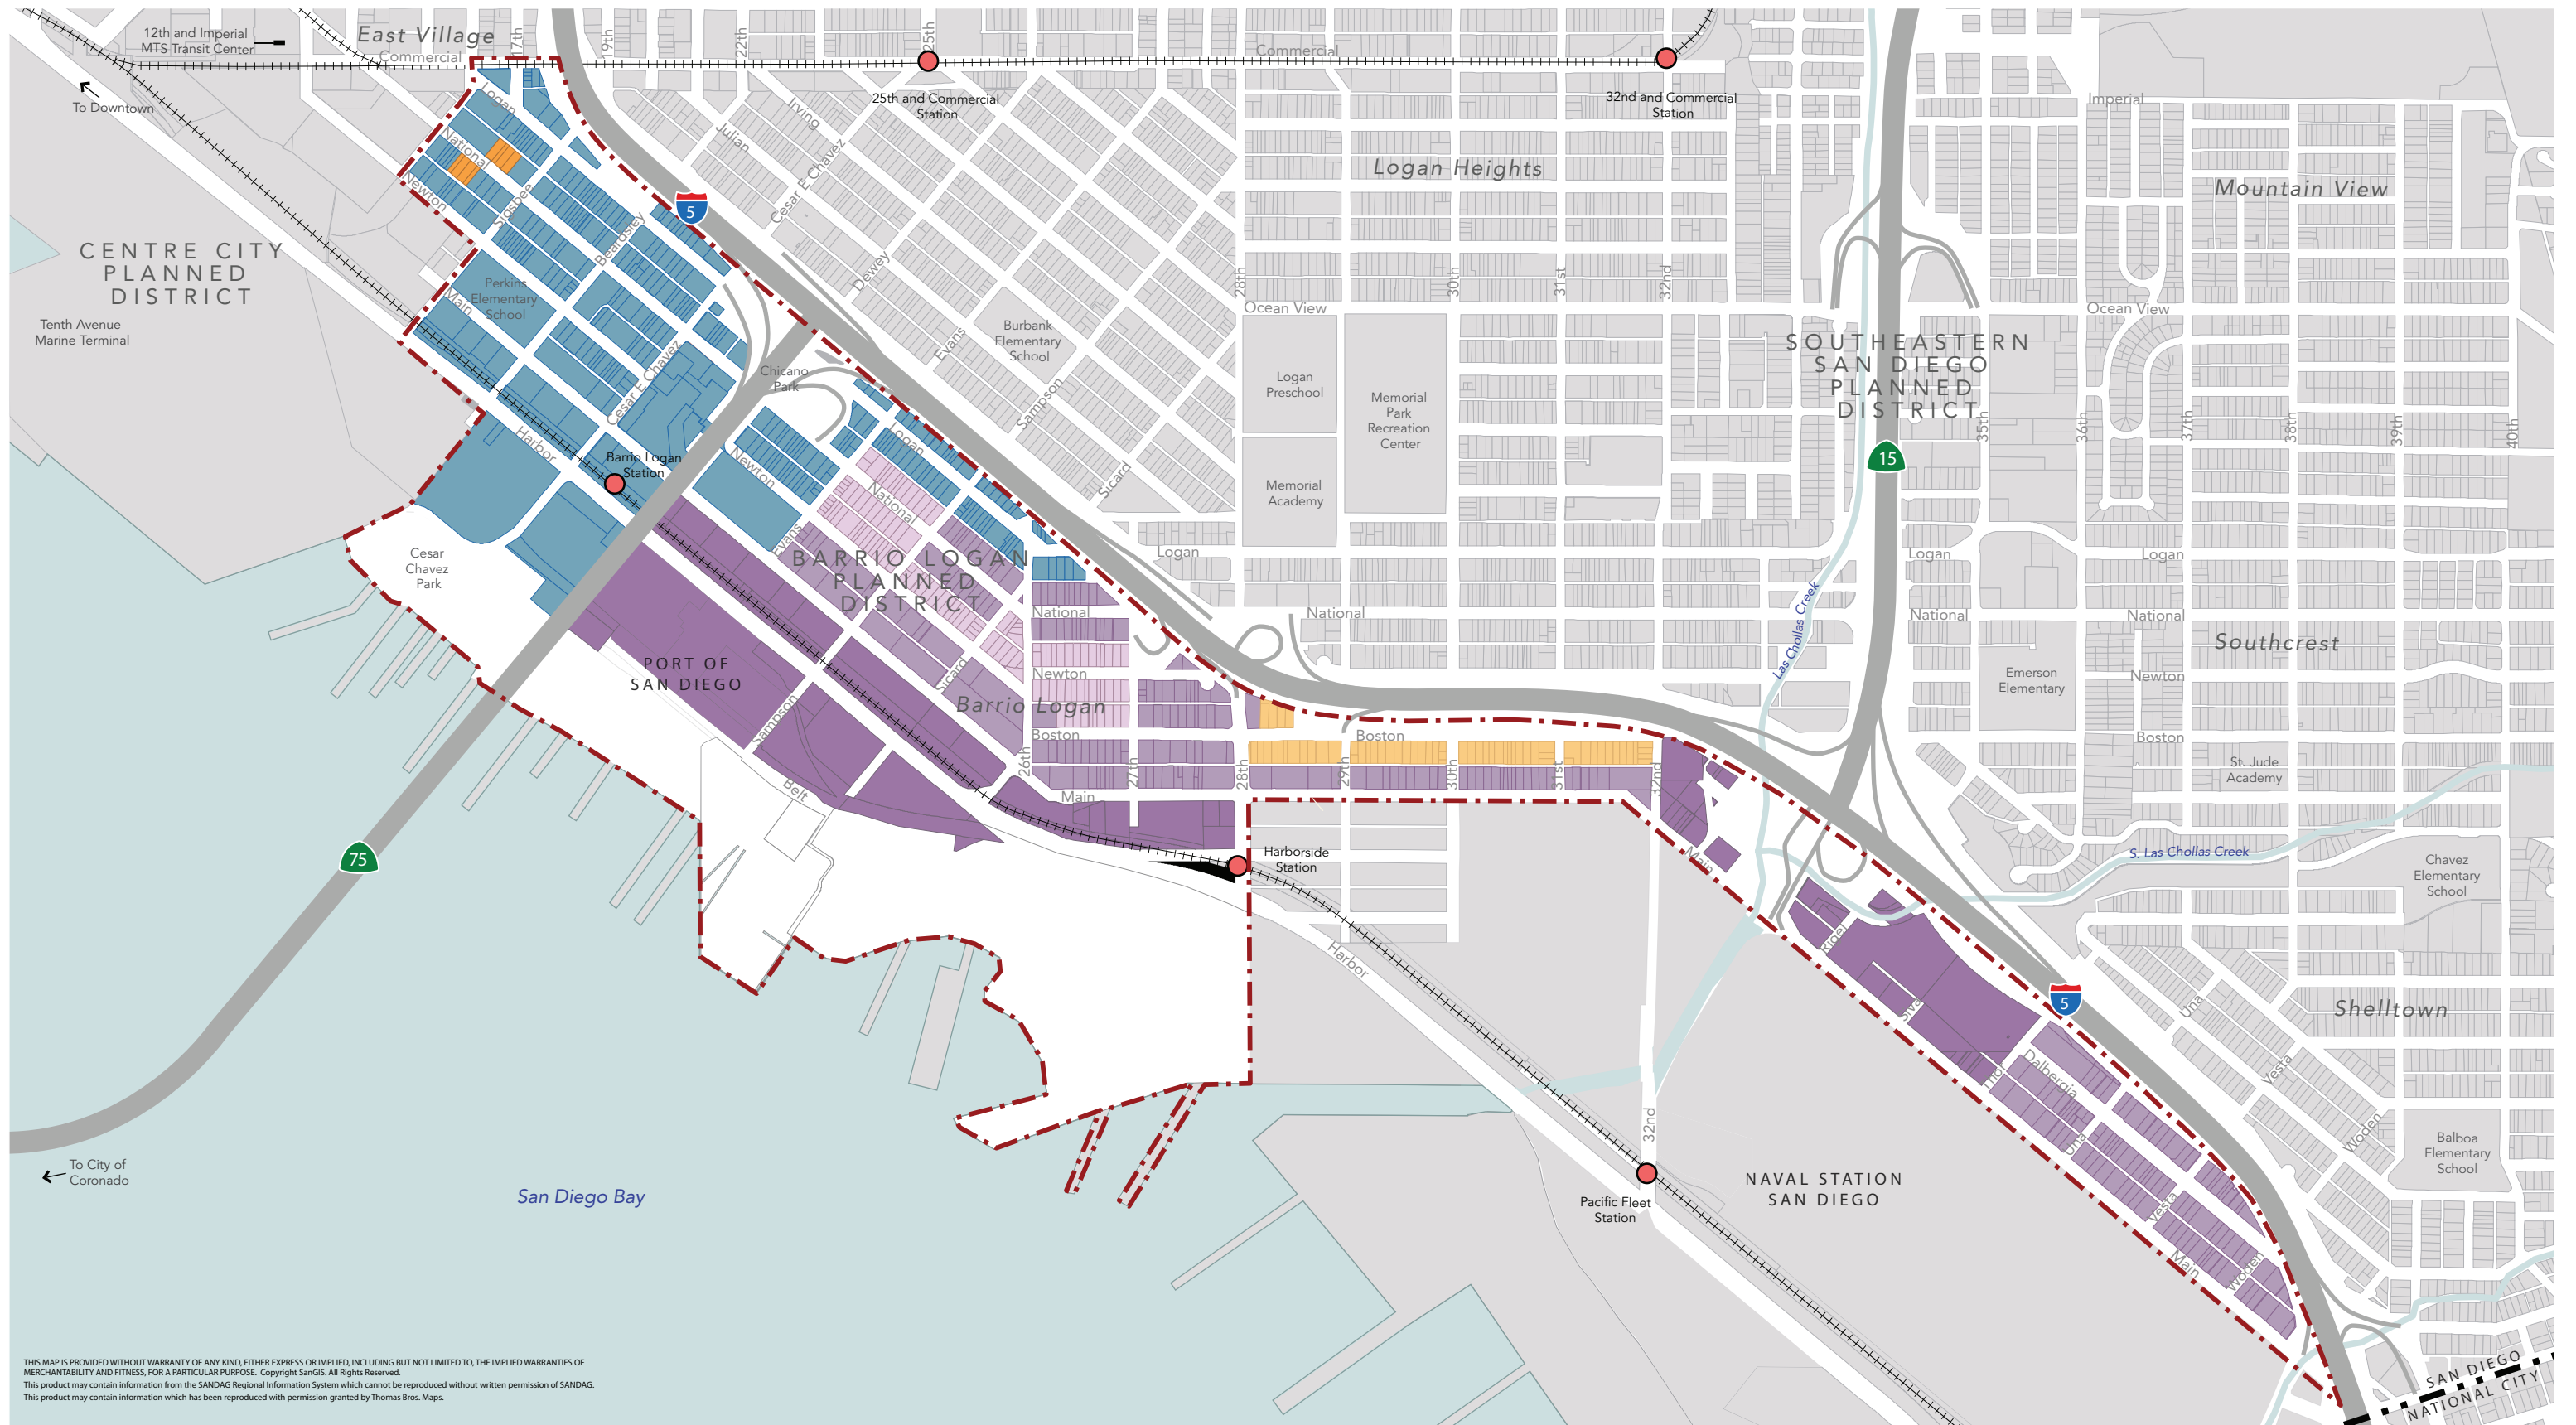 12th and Imperial
MTS Transit Center
East Village
Commercial
17th
19th
22th
25th
Commercial
To Downtown
Logan
National
Newton
Sigsbee
Beardsley
Irving
Julian
Cesar E Chavez
Dewey
25th and Commercial
Station
32nd and Commercial
Station
Imperial
Logan Heights
Mountain View
5
CENTRE CITY
PLANNED
DISTRICT
Tenth Avenue
Marine Terminal
Perkins
Elementary
School
Main
Cesar E Chavez
Chicano
Park
Evans
Burbank
Elementary
School
Sampson
Sicard
28th
30th
31st
32nd
Ocean View
Ocean View
Logan
Preschool
Memorial
Park
Recreation
Center
Memorial
Academy
SOUTHEASTERN
SAN DIEGO
PLANNED
DISTRICT
15
35th
36th
37th
38th
39th
40th
Harbor
Barrio Logan
Station
Newton
Logan
National
Evans
Cesar
Chavez
Park
BARRIO LOGAN
PLANNED
DISTRICT
Logan
Logan
Logan
National
National
National
National
Las Chollas Creek
Southcrest
PORT OF
SAN DIEGO
Sicard
Sampson
Barrio Logan
Newton
Newton
Emerson
Elementary
Boston
Boston
Boston
26th
27th
28th
29th
30th
31st
32nd
Main
Belt
St. Jude
Academy
75
Harborside
Station
Main
S. Las Chollas Creek
Chavez
Elementary
School
Harbor
Rigel
Siva
5
Una
Shelltown
Thor
Dalbergia
Una
Vesta
Woden
Vesta
Main
Woden
Balboa
Elementary
School
32nd
Pacific Fleet
Station
NAVAL STATION
SAN DIEGO
To City of
Coronado
San Diego Bay
SAN DIEGO
NATIONAL CITY
THIS MAP IS PROVIDED WITHOUT WARRANTY OF ANY KIND, EITHER EXPRESS OR IMPLIED, INCLUDING BUT NOT LIMITED TO, THE IMPLIED WARRANTIES OF
MERCHANTABILITY AND FITNESS, FOR A PARTICULAR PURPOSE. Copyright SanGIS. All Rights Reserved.
This product may contain information from the SANDAG Regional Information System which cannot be reproduced without written permission of SANDAG.
This product may contain information which has been reproduced with permission granted by Thomas Bros. Maps.